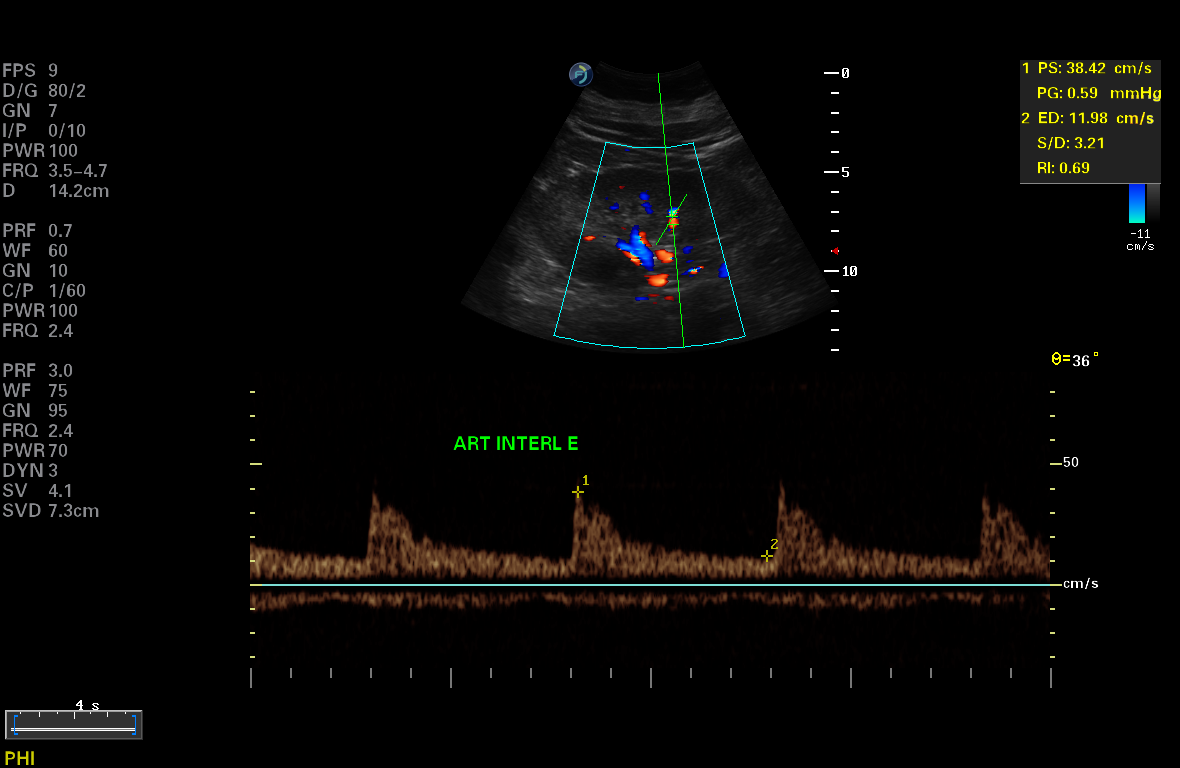 FPS 9
D/G 80/2
GN 7
I/P 0/10
PWR 100
FRQ 3.5-4.7
D 14.2cm
PRF 0.7
WF 60
GN 10
C/P 1/60
PWR 100
FRQ 2.4
PRF 3.0
WF 75
GN 95
FRQ 2.4
PWR 70
DYN 3
SV 4.1
SVD 7.3cm
0
5
10
1 PS: 38.42 cm/s
PG: 0.59 mmHg
2 ED: 11.98 cm/s
S/D: 3.21
RI: 0.69
-11
cm/s
θ=36°
ART INTERL E
1
2
50
cm/s
4 s
PHI